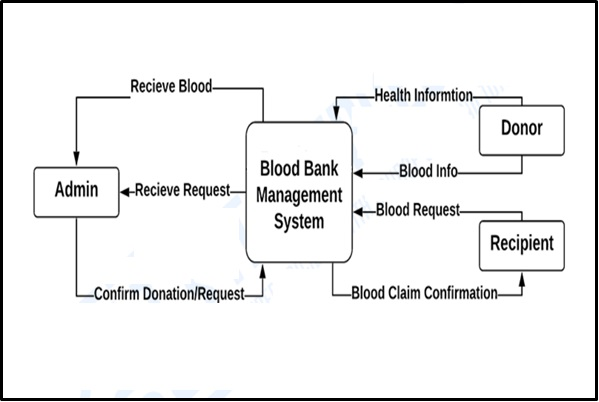 Recieve Blood
Health Informtion
Donor
Blood Bank
Management
System
Blood Info
Admin
Recieve Request
Blood Request
Recipient
Confirm Donation/Request
Blood Claim Confirmation